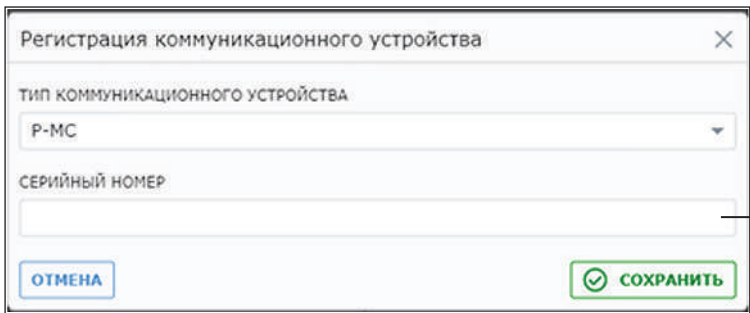 Регистрация коммуникационного устройства
ТИП КОММУНИКАЦИОННОГО УСТРОЙСТВА
Р-МС
СЕРИЙНЫЙ НОМЕР
ОТМЕНА
СОХРАНИТЬ